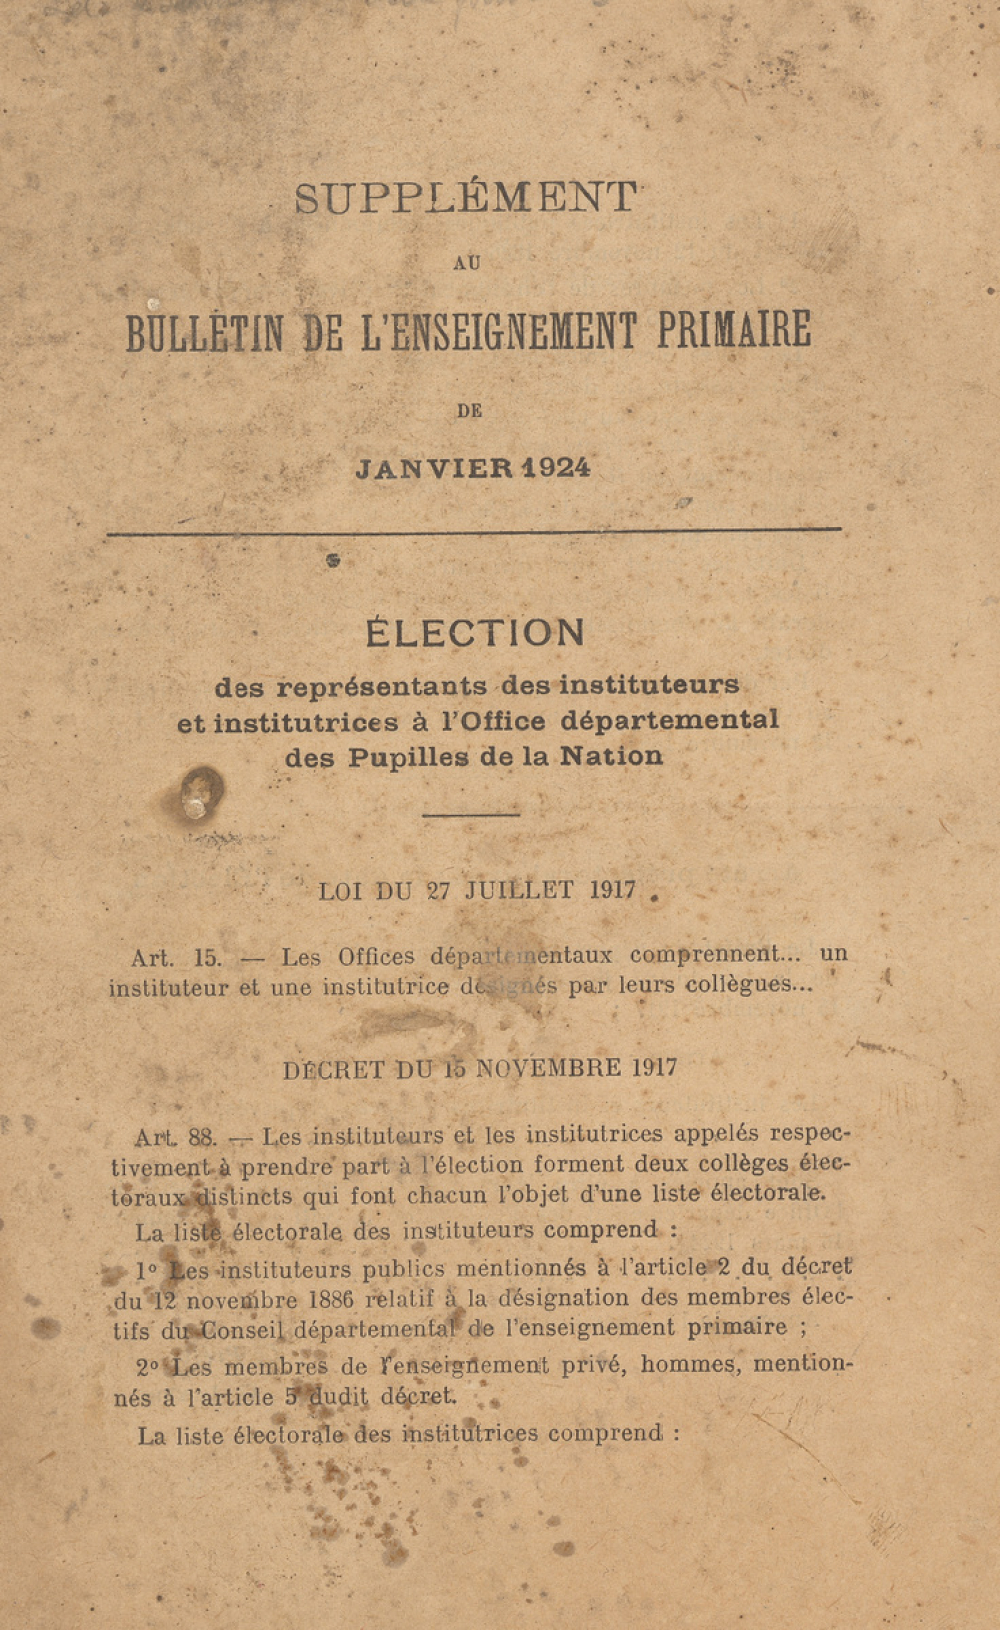 SUPPLÉMENT
AU
BULLETIN DE L'ENSEIGNEMENT PRIMAIRE
DE
JANVIER 1924
ÉLECTION
des représentants des instituteurs
et institutrices à l'Office départemental
des Pupilles de la Nation
LOI DU 27 JUILLET 1917
Art. 15. — Les Offices départementaux comprennent... un
instituteur et une institutrice désignés par leurs collègues...
DÉCRET DU 15 NOVEMBRE 1917
Art. 88. — Les instituteurs et les institutrices appelés respec-
tivement à prendre part à l'élection forment deux collèges élec-
toraux distincts qui font chacun l'objet d'une liste électorale.
La liste électorale des instituteurs comprend :
1º Les instituteurs publics mentionnés à l'article 2 du décret
du 12 novembre 1886 relatif à la désignation des membres élec-
tifs du Conseil départemental de l'enseignement primaire ;
2º Les membres de l'enseignement privé, hommes, mention-
nés à l'article 5 dudit décret.
La liste électorale des institutrices comprend :